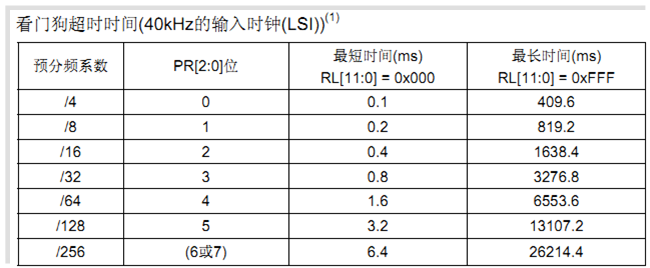 看门狗超时时间(40kHz的输入时钟(LSI))(1)
预分频系数 PR[2:0]位 最短时间(ms) RL[11:0] = 0x000 最长时间(ms) RL[11:0] = 0xFFF
/4 0 0.1 409.6
/8 1 0.2 819.2
/16 2 0.4 1638.4
/32 3 0.8 3276.8
/64 4 1.6 6553.6
/128 5 3.2 13107.2
/256 (6或7) 6.4 26214.4